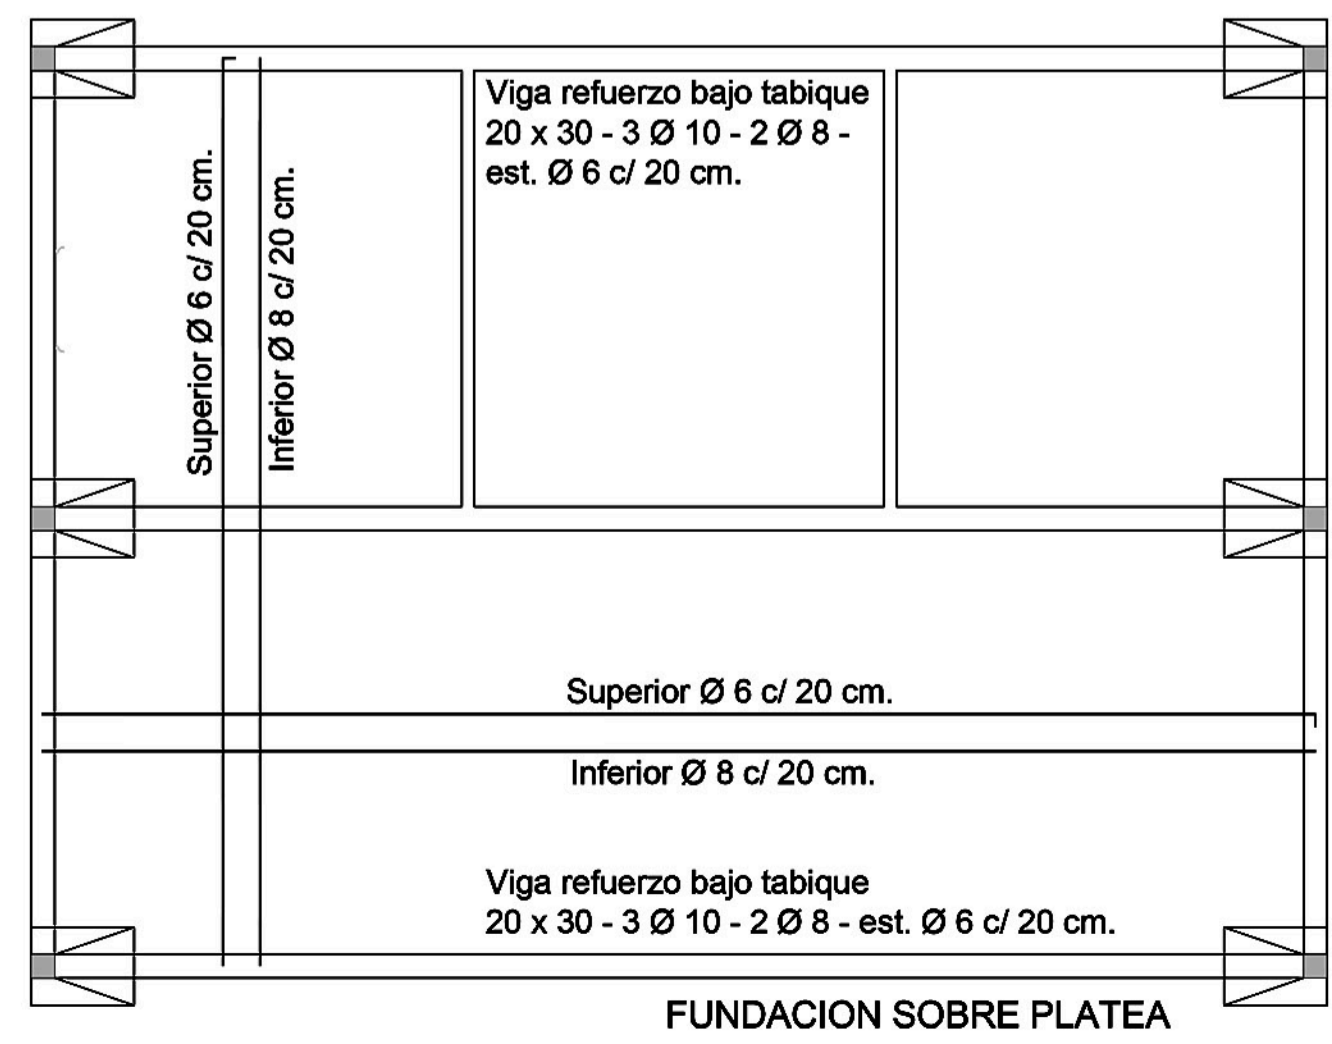 Viga refuerzo bajo tabique
20 x 30 - 3 Ø 10 - 2 Ø 8 -
est. Ø 6 c/ 20 cm.
Superior Ø 6 c/ 20 cm.
Inferior Ø 8 c/ 20 cm.
Superior Ø 6 c/ 20 cm.
Inferior Ø 8 c/ 20 cm.
Viga refuerzo bajo tabique
20 x 30 - 3 Ø 10 - 2 Ø 8 - est. Ø 6 c/ 20 cm.
FUNDACION SOBRE PLATEA